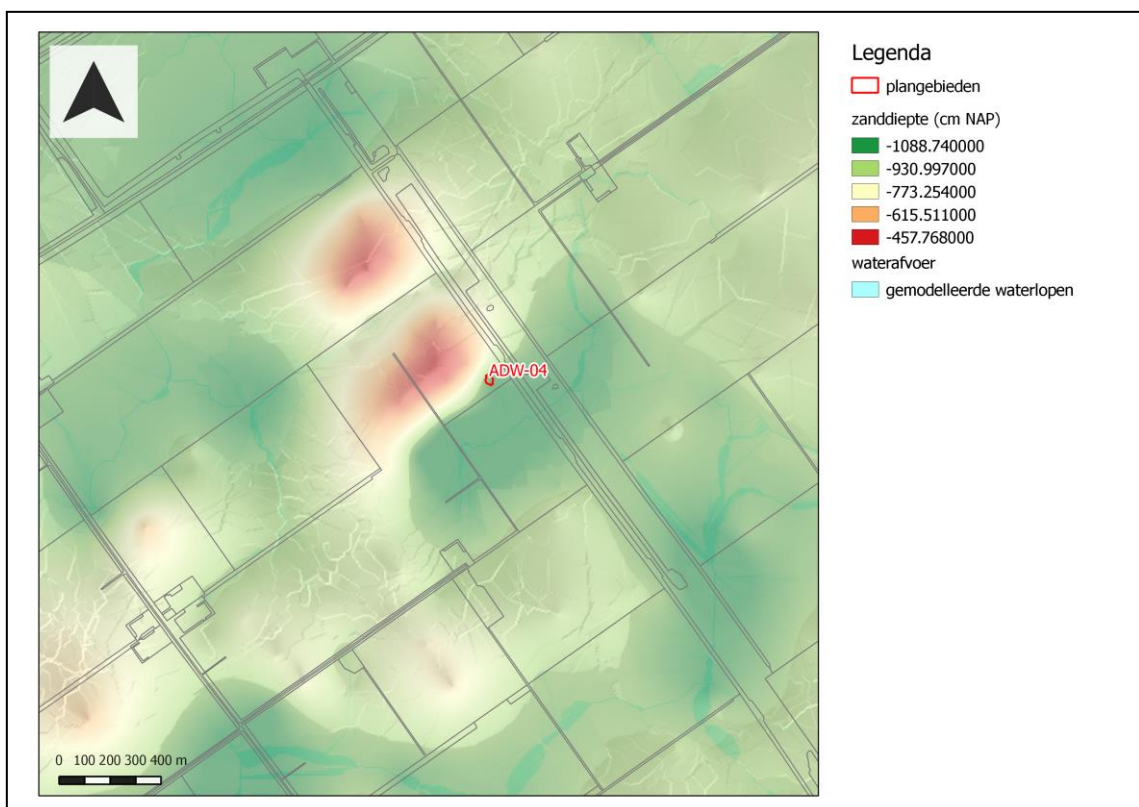 Legenda
plangebieden
zanddiepte (cm NAP)
-1088.740000
-930.997000
-773.254000
-615.511000
-457.768000
waterafvoer
gemodelleerde waterlopen
ADW-04
0 100 200 300 400 m